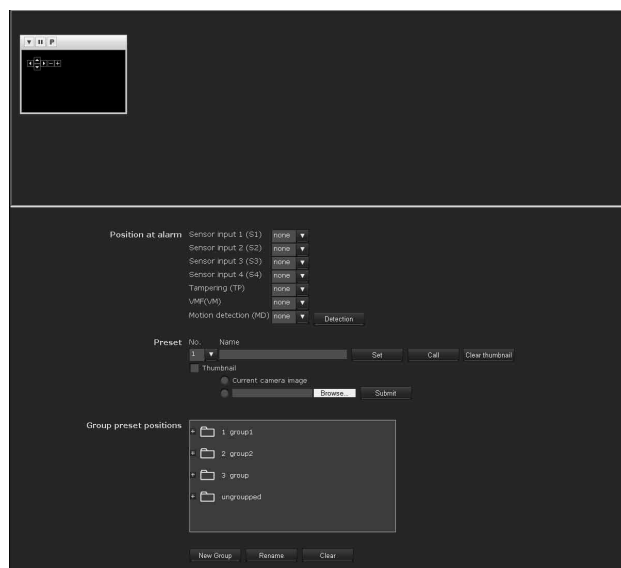 P
Position at alarm Sensor input 1 (S1) none
Sensor input 2 (S2) none
Sensor input 3 (S3) none
Sensor input 4 (S4) none
Tampering (TP) none
VMF(VM) none
Motion detection (MD) none Detection
Preset No. Name
1 Set Call Clear thumbnail
Thumbnail
Current camera image
Browse... Submit
Group preset positions
1 group1
2 group2
3 group
ungroupped
New Group Rename Clear